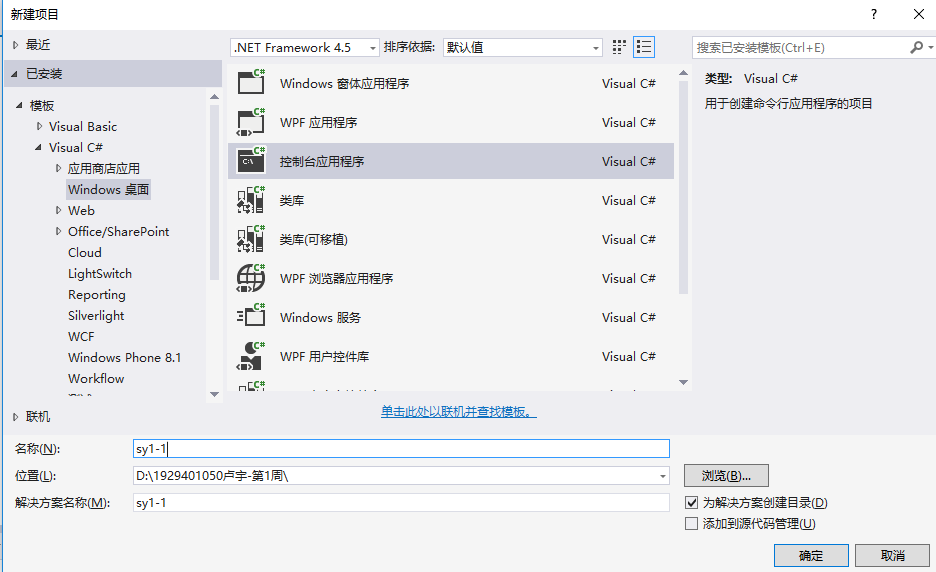 新建项目
? ×
最近
.NET Framework 4.5 排序依据: 默认值
搜索已安装模板(Ctrl+E)
已安装
模板
Visual Basic
Visual C#
应用商店应用
Windows 桌面
Web
Office/SharePoint
Cloud
LightSwitch
Reporting
Silverlight
WCF
Windows Phone 8.1
Workflow
联机
Windows 窗体应用程序 Visual C#
WPF 应用程序 Visual C#
控制台应用程序 Visual C#
类库 Visual C#
类库(可移植) Visual C#
WPF 浏览器应用程序 Visual C#
Windows 服务 Visual C#
WPF 用户控件库 Visual C#
单击此处以联机并查找模板。
类型: Visual C#
用于创建命令行应用程序的项目
名称(N): sy1-1
位置(L): D:\1929401050卢宇-第1周\ 浏览(B)...
解决方案名称(M): sy1-1
为解决方案创建目录(D)
添加到源代码管理(U)
确定 取消